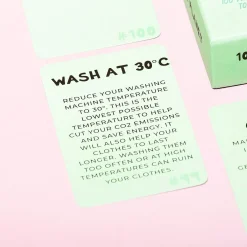 #100
WASH AT 30°C
REDUCE YOUR WASHING
MACHINE TEMPERATURE
TO 30°. THIS IS THE
LOWEST POSSIBLE
TEMPERATURE TO HELP
CUT YOUR CO2 EMISSIONS
AND SAVE ENERGY. IT
WILL ALSO HELP YOUR
CLOTHES TO LAST
LONGER. WASHING THEM
TOO OFTEN OR AT HIGH
TEMPERATURES CAN RUIN
YOUR CLOTHES.
#99